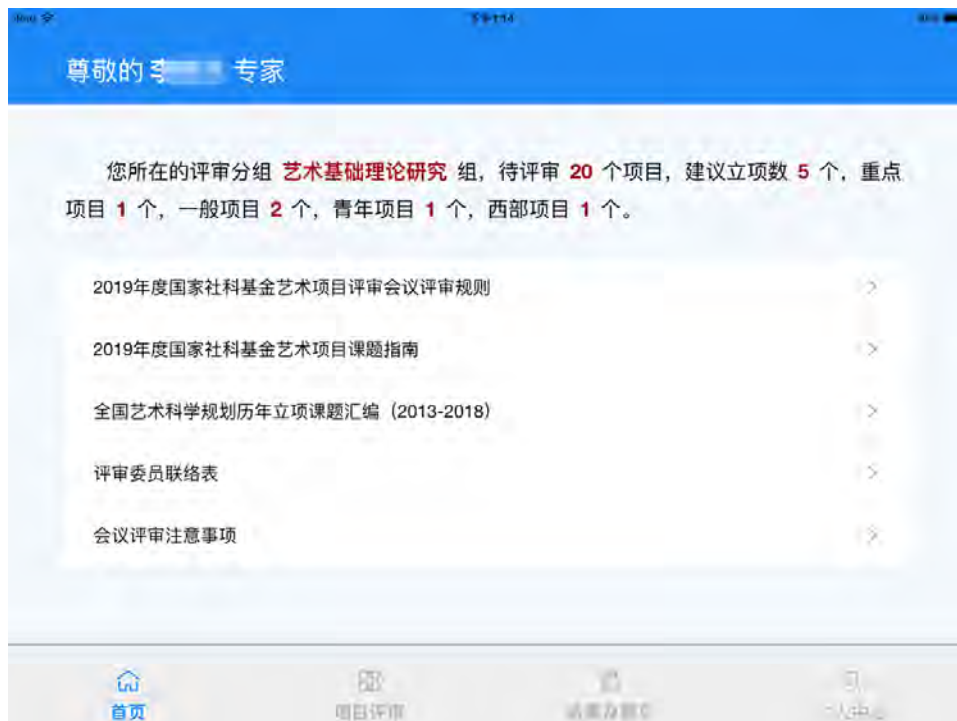 尊敬的 李 专家
您所在的评审分组 艺术基础理论研究 组，待评审 20 个项目，建议立项数 5 个，重点
项目 1 个，一般项目 2 个，青年项目 1 个，西部项目 1 个。
2019年度国家社科基金艺术项目评审会议评审规则
2019年度国家社科基金艺术项目课题指南
全国艺术科学规划历年立项课题汇编（2013-2018）
评审委员联络表
会议评审注意事项
首页
项目评审
个人中心